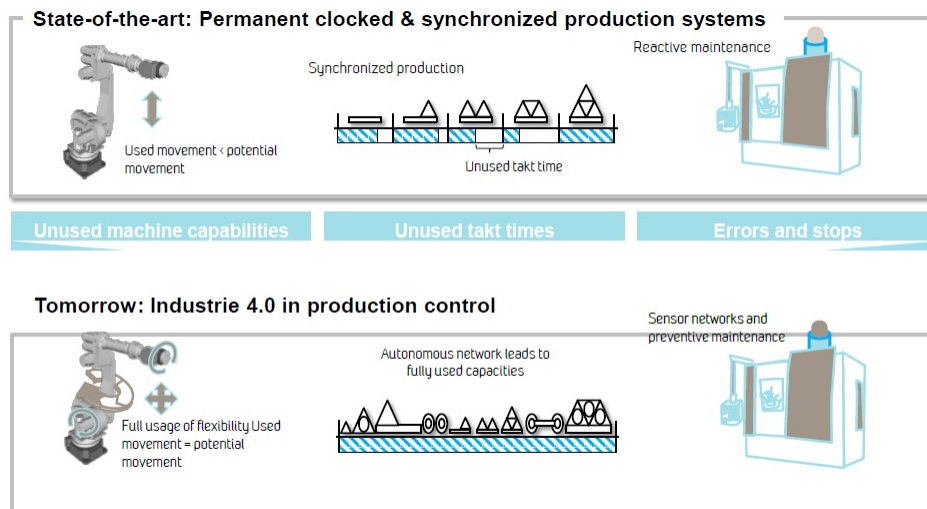 State-of-the-art: Permanent clocked & synchronized production systems
Reactive maintenance
Synchronized production
Used movement < potential
movement
Unused takt time
Unused machine capabilities
Unused takt times
Errors and stops
Tomorrow: Industrie 4.0 in production control
Sensor networks and
preventive maintenance
Autonomous network leads to
fully used capacities
Full usage of flexibility Used
movement = potential
movement